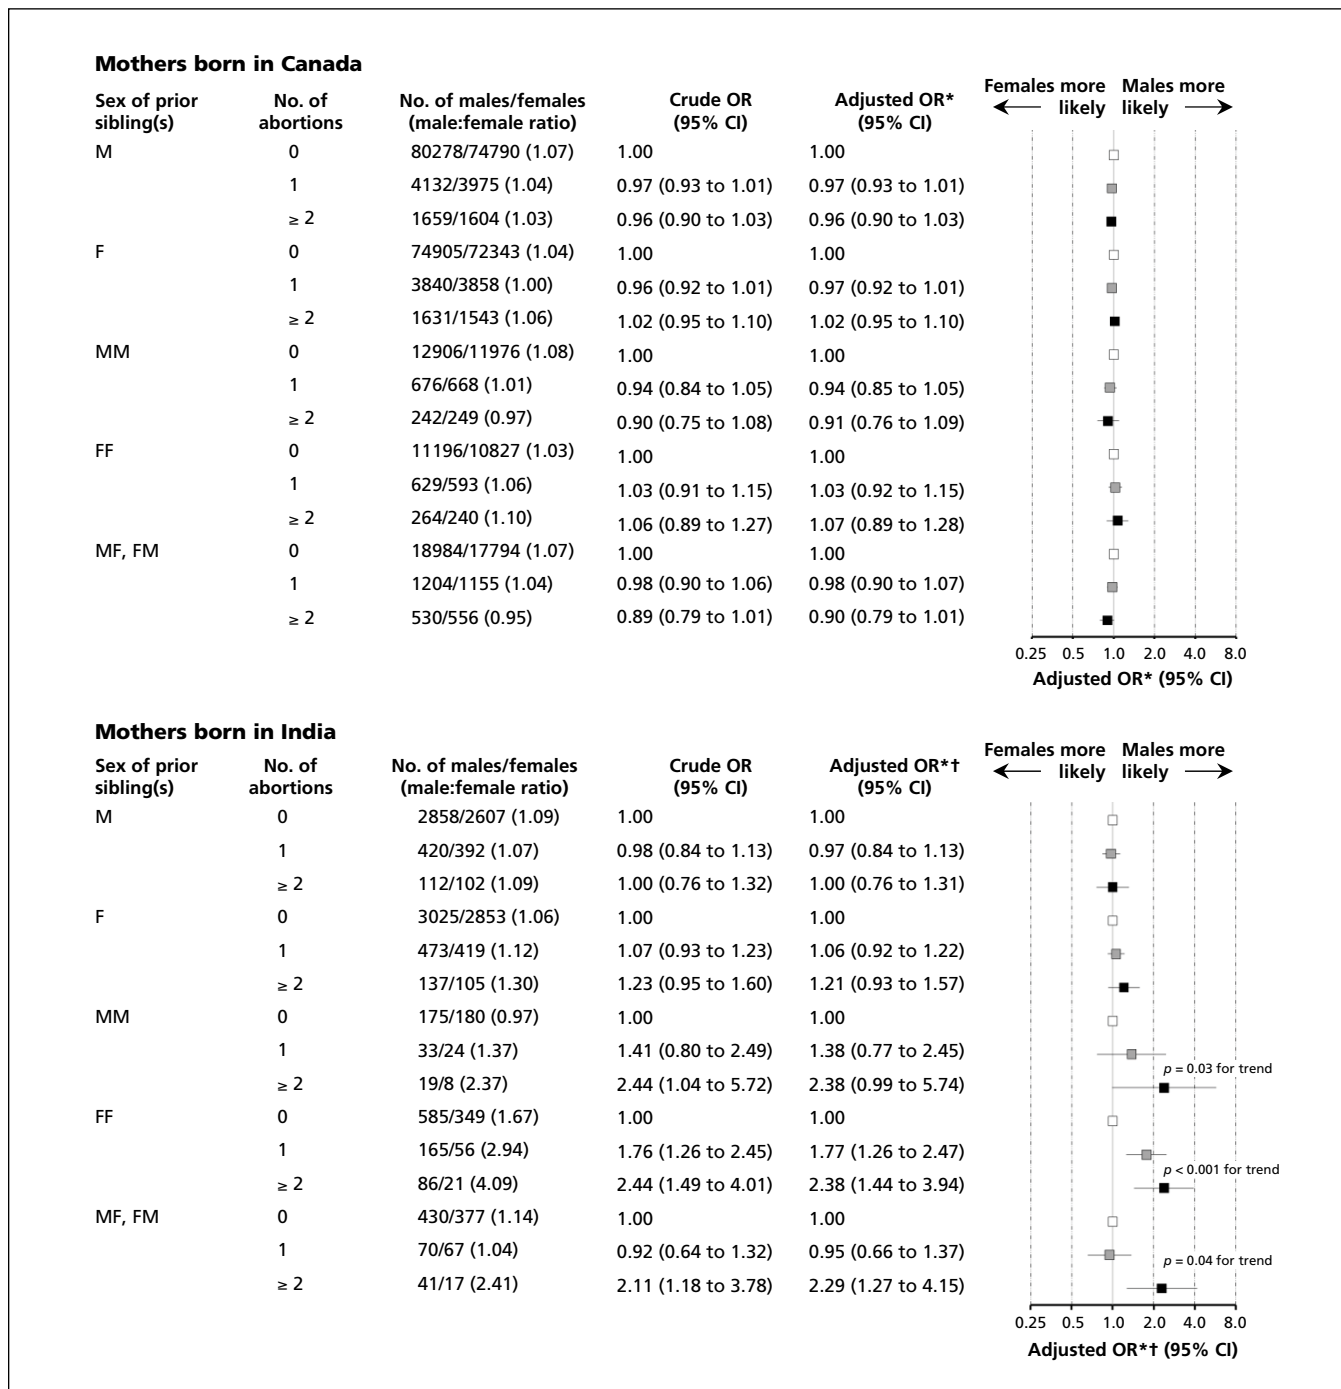 Mothers born in Canada
Sex of prior sibling(s) No. of abortions No. of males/females (male:female ratio) Crude OR (95% CI) Adjusted OR* (95% CI) Females more likely Males more likely
M 0 80278/74790 (1.07) 1.00 1.00
1 4132/3975 (1.04) 0.97 (0.93 to 1.01) 0.97 (0.93 to 1.01)
≥ 2 1659/1604 (1.03) 0.96 (0.90 to 1.03) 0.96 (0.90 to 1.03)
F 0 74905/72343 (1.04) 1.00 1.00
1 3840/3858 (1.00) 0.96 (0.92 to 1.01) 0.97 (0.92 to 1.01)
≥ 2 1631/1543 (1.06) 1.02 (0.95 to 1.10) 1.02 (0.95 to 1.10)
MM 0 12906/11976 (1.08) 1.00 1.00
1 676/668 (1.01) 0.94 (0.84 to 1.05) 0.94 (0.85 to 1.05)
≥ 2 242/249 (0.97) 0.90 (0.75 to 1.08) 0.91 (0.76 to 1.09)
FF 0 11196/10827 (1.03) 1.00 1.00
1 629/593 (1.06) 1.03 (0.91 to 1.15) 1.03 (0.92 to 1.15)
≥ 2 264/240 (1.10) 1.06 (0.89 to 1.27) 1.07 (0.89 to 1.28)
MF, FM 0 18984/17794 (1.07) 1.00 1.00
1 1204/1155 (1.04) 0.98 (0.90 to 1.06) 0.98 (0.90 to 1.07)
≥ 2 530/556 (0.95) 0.89 (0.79 to 1.01) 0.90 (0.79 to 1.01)
0.25 0.5 1.0 2.0 4.0 8.0
Adjusted OR* (95% CI)
Mothers born in India
Sex of prior sibling(s) No. of abortions No. of males/females (male:female ratio) Crude OR (95% CI) Adjusted OR*† (95% CI) Females more likely Males more likely
M 0 2858/2607 (1.09) 1.00 1.00
1 420/392 (1.07) 0.98 (0.84 to 1.13) 0.97 (0.84 to 1.13)
≥ 2 112/102 (1.09) 1.00 (0.76 to 1.32) 1.00 (0.76 to 1.31)
F 0 3025/2853 (1.06) 1.00 1.00
1 473/419 (1.12) 1.07 (0.93 to 1.23) 1.06 (0.92 to 1.22)
≥ 2 137/105 (1.30) 1.23 (0.95 to 1.60) 1.21 (0.93 to 1.57)
MM 0 175/180 (0.97) 1.00 1.00
1 33/24 (1.37) 1.41 (0.80 to 2.49) 1.38 (0.77 to 2.45)
p = 0.03 for trend
≥ 2 19/8 (2.37) 2.44 (1.04 to 5.72) 2.38 (0.99 to 5.74)
FF 0 585/349 (1.67) 1.00 1.00
1 165/56 (2.94) 1.76 (1.26 to 2.45) 1.77 (1.26 to 2.47)
p < 0.001 for trend
≥ 2 86/21 (4.09) 2.44 (1.49 to 4.01) 2.38 (1.44 to 3.94)
MF, FM 0 430/377 (1.14) 1.00 1.00
1 70/67 (1.04) 0.92 (0.64 to 1.32) 0.95 (0.66 to 1.37)
p = 0.04 for trend
≥ 2 41/17 (2.41) 2.11 (1.18 to 3.78) 2.29 (1.27 to 4.15)
0.25 0.5 1.0 2.0 4.0 8.0
Adjusted OR*† (95% CI)